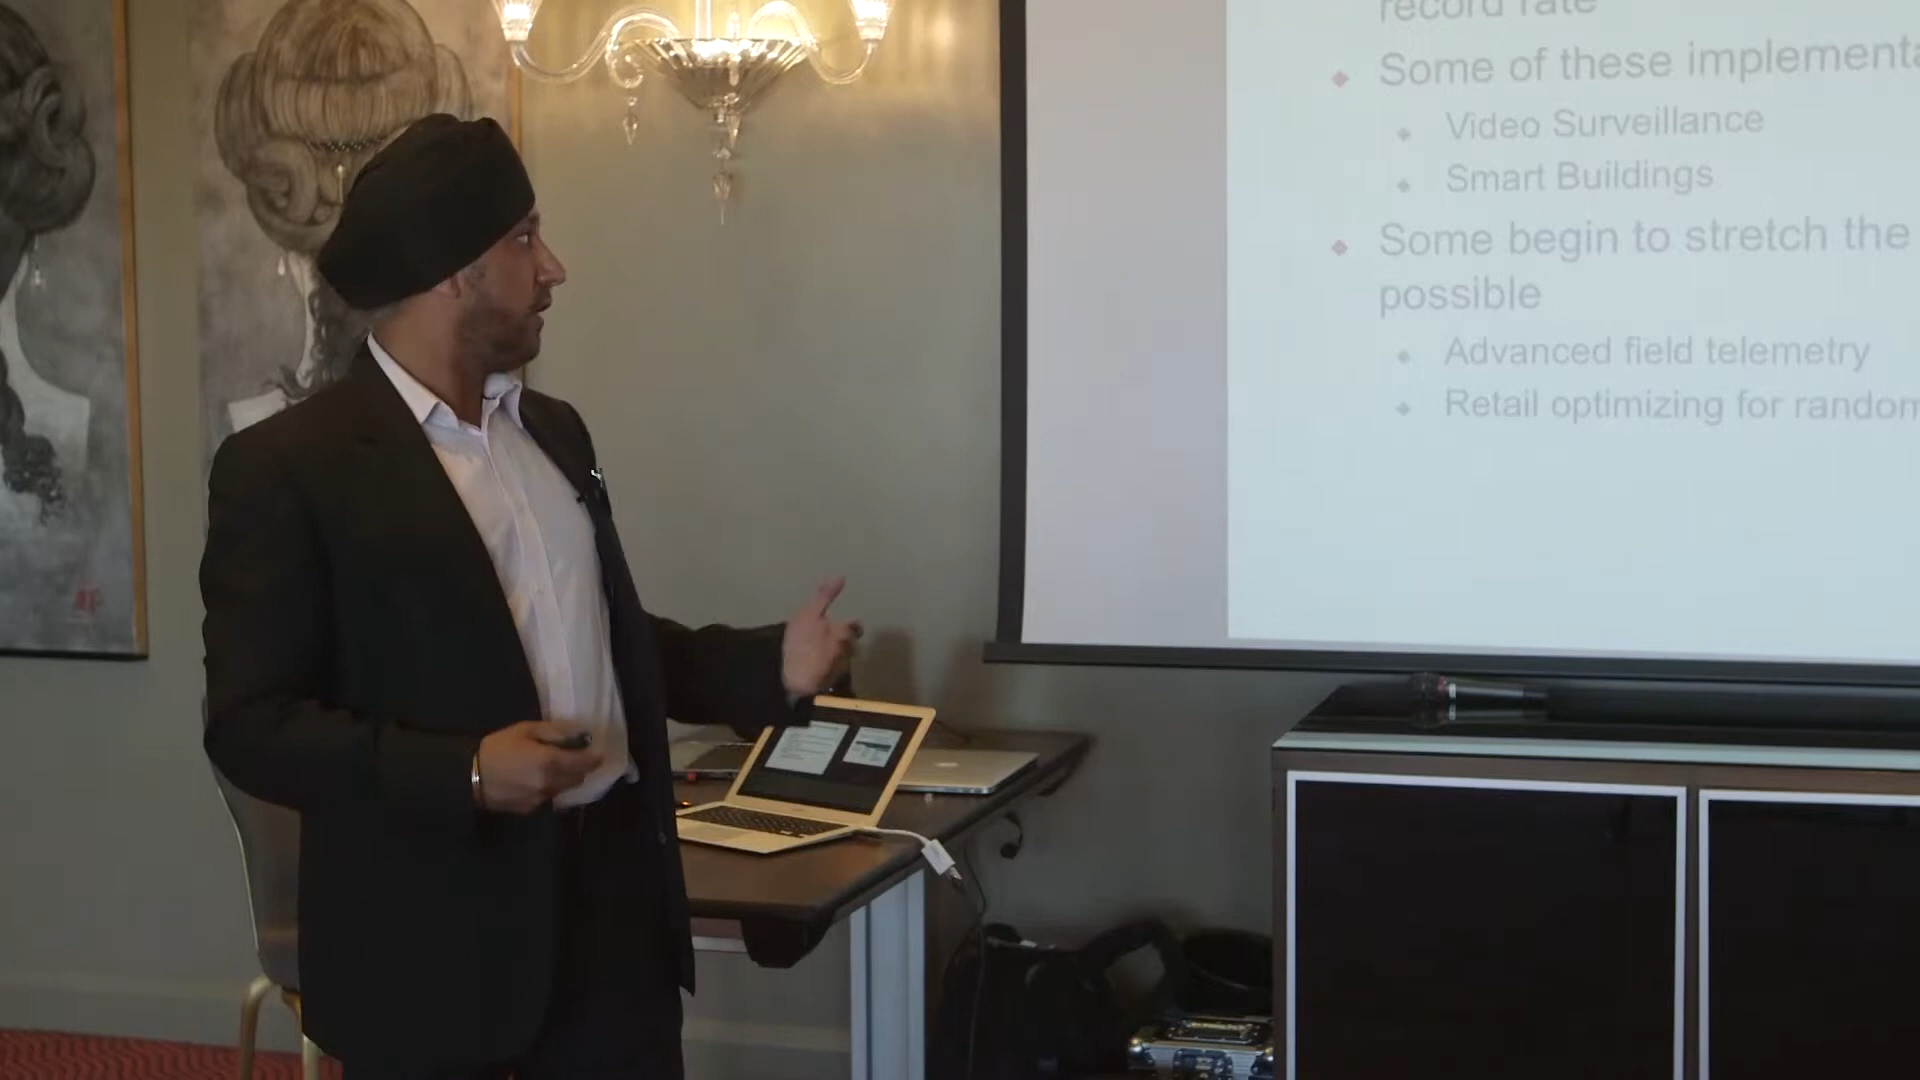 record rate
Some of these implementa
Video Surveillance
Smart Buildings
Some begin to stretch the
possible
Advanced field telemetry
Retail optimizing for random